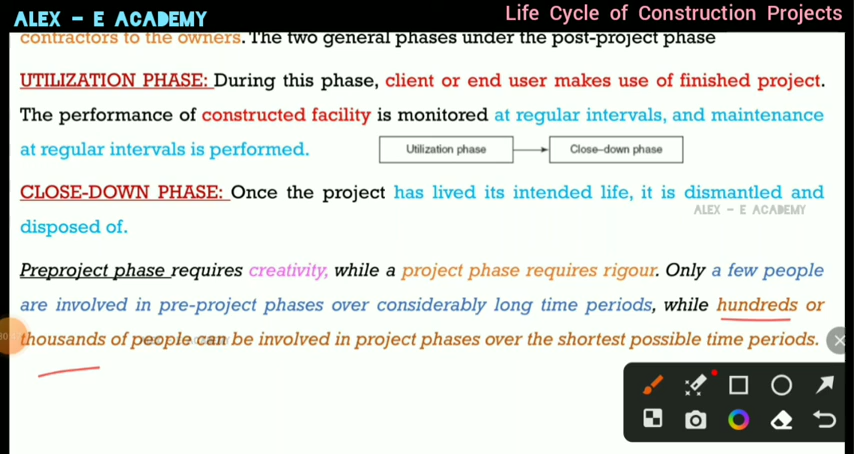 ALEX - E ACADEMY
Life Cycle of Construction Projects
contractors to the owners. The two general phases under the post-project phase
UTILIZATION PHASE: During this phase, client or end user makes use of finished project.
The performance of constructed facility is monitored at regular intervals, and maintenance
at regular intervals is performed.
Utilization phase
Close–down phase
CLOSE-DOWN PHASE: Once the project has lived its intended life, it is dismantled and
ALEX - E ACADEMY
disposed of.
Preproject phase requires creativity, while a project phase requires rigour. Only a few people
are involved in pre-project phases over considerably long time periods, while hundreds or
thousands of people can be involved in project phases over the shortest possible time periods.